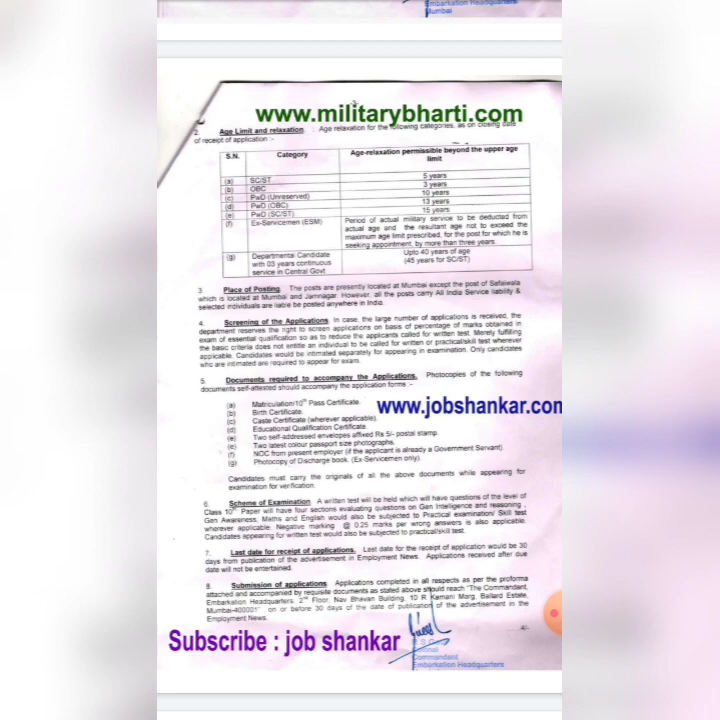 Embarkation Headquarters
Mumbai
www.militarybharti.com
2. Age Limit and relaxation. : Age relaxation for the following categories, as on closing date
of receipt of application :-
S.N. Category Age-relaxation permissible beyond the upper age
limit
(a) SC/ST 5 years
(b) OBC 3 years
(c) PwD (Unreserved) 10 years
(d) PwD (OBC) 13 years
(e) PwD (SC/ST) 15 years
(f) Ex-Servicemen (ESM) Period of actual military service to be deducted from
actual age and the resultant age not to exceed the
maximum age limit prescribed, for the post for which he is
seeking appointment, by more than three years.
(g) Departmental Candidate Upto 40 years of age
with 03 years continuous (45 years for SC/ST)
service in Central Govt
3. Place of Posting. The posts are presently located at Mumbai except the post of Safaiwala
which is located at Mumbai and Jamnagar. However, all the posts carry All India Service liability &
selected individuals are liable be posted anywhere in India.
4. Screening of the Applications. In case, the large number of applications is received, the
department reserves the right to screen applications on basis of percentage of marks obtained in
exam of essential qualification so as to reduce the applicants called for written test. Merely fulfilling
the basic criteria does not entitle an individual to be called for written or practical/skill test wherever
applicable. Candidates would be intimated separately for appearing in examination. Only candidates
who are intimated are required to appear for exam.
5. Documents required to accompany the Applications. Photocopies of the following
documents self-attested should accompany the application forms :-
(a) Matriculation/10th Pass Certificate.
(b) Birth Certificate.
(c) Caste Certificate (wherever applicable).
(d) Educational Qualification Certificate.
(e) Two self-addressed envelopes affixed Rs 5/- postal stamp.
(e) Two latest colour passport size photographs.
(f) NOC from present employer (if the applicant is already a Government Servant).
(g) Photocopy of Discharge book. (Ex-Servicemen only).
www.jobshankar.com
Candidates must carry the originals of all the above documents while appearing for
examination for verification.
6. Scheme of Examination. A written test will be held which will have questions of the level of
Class 10th. Paper will have four sections evaluating questions on Gen Intelligence and reasoning ,
Gen Awareness, Maths and English would also be subjected to Practical examination/ Skill test
wherever applicable. Negative marking @ 0.25 marks per wrong answers is also applicable.
Candidates appearing for written test would also be subjected to practical/skill test.
7. Last date for receipt of applications. Last date for the receipt of application would be 30
days from publication of the advertisement in Employment News. Applications received after due
date will not be entertained.
8. Submission of applications. Applications completed in all respects as per the proforma
attached and accompanied by requisite documents as stated above should reach "The Commandant,
Embarkation Headquarters, 2nd Floor, Nav Bhavan Building, 10 R Kamani Marg, Ballard Estate,
Mumbai-400001" on or before 30 days of the date of publication of the advertisement in the
Employment News.
Subscribe : job shankar
Colonel
Commandant
Embarkation Headquarters